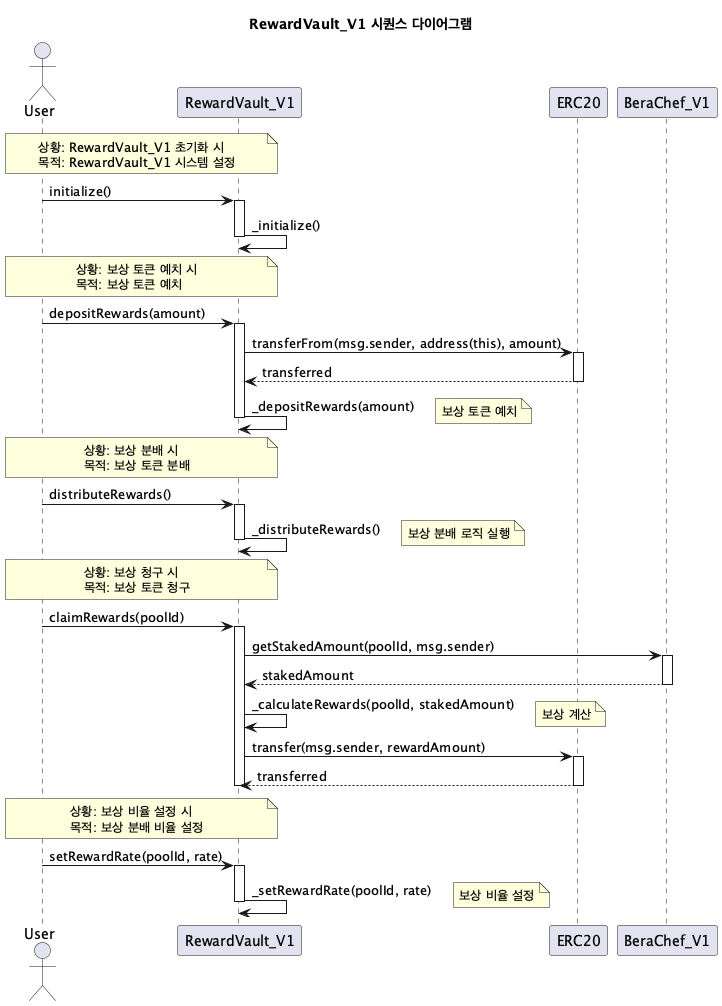 RewardVault_V1 시퀀스 다이어그램
User
RewardVault_V1
ERC20
BeraChef_V1
상황: RewardVault_V1 초기화 시
목적: RewardVault_V1 시스템 설정
initialize()
_initialize()
상황: 보상 토큰 예치 시
목적: 보상 토큰 예치
depositRewards(amount)
transferFrom(msg.sender, address(this), amount)
transferred
_depositRewards(amount)
보상 토큰 예치
상황: 보상 분배 시
목적: 보상 토큰 분배
distributeRewards()
_distributeRewards()
보상 분배 로직 실행
상황: 보상 청구 시
목적: 보상 토큰 청구
claimRewards(poolId)
getStakedAmount(poolId, msg.sender)
stakedAmount
_calculateRewards(poolId, stakedAmount)
보상 계산
transfer(msg.sender, rewardAmount)
transferred
상황: 보상 비율 설정 시
목적: 보상 분배 비율 설정
setRewardRate(poolId, rate)
_setRewardRate(poolId, rate)
보상 비율 설정
User
RewardVault_V1
ERC20
BeraChef_V1